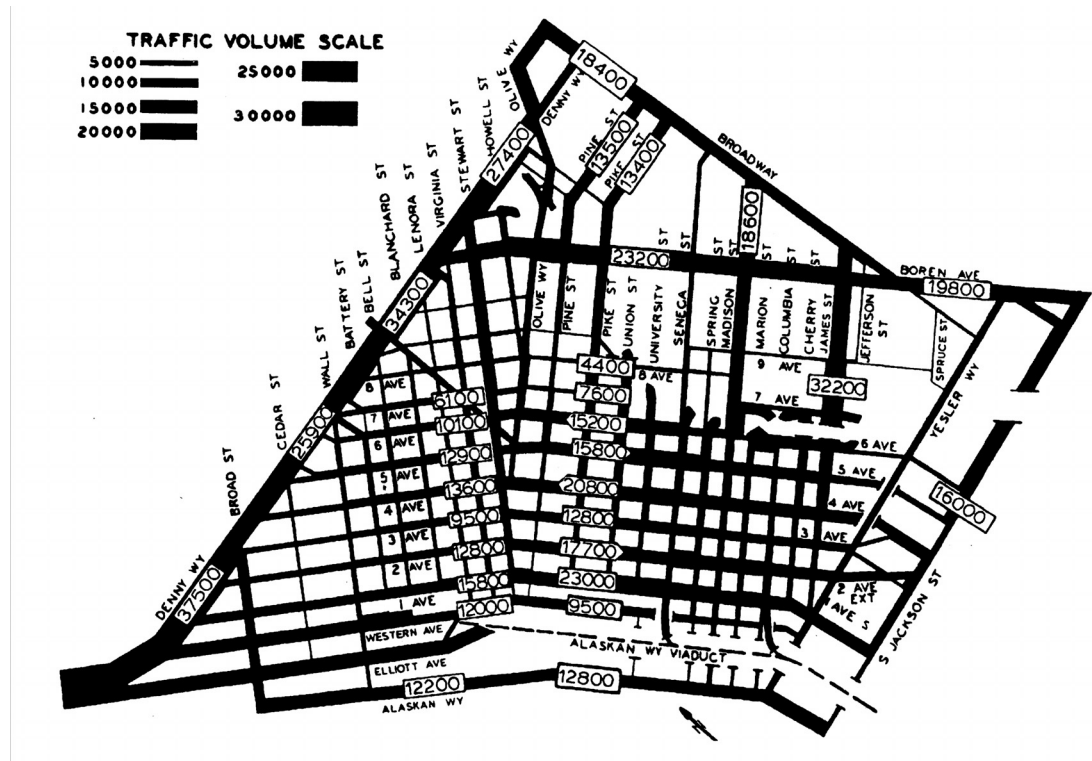 TRAFFIC VOLUME SCALE
5000
10000
15000
20000
25000
30000
OLIVE WY
DENNY WY
18400
HOWELL ST
STEWART ST
VIRGINIA ST
LENORA ST
BLANCHARD ST
BELL ST
BATTERY ST
WALL ST
CEDAR ST
BROAD ST
DENNY WY
27400
34300
25900
37500
PINE ST
13500
PIKE ST
13400
BROADWAY
18600
23200
BOREN AVE
19800
OLIVE WY
PINE ST
PIKE ST
UNION ST
UNIVERSITY ST
SENECA ST
SPRING ST
MADISON ST
MARION ST
COLUMBIA ST
CHERRY ST
JAMES ST
JEFFERSON ST
SPRUCE ST
YESLER WY
9 AVE
4400
8 AVE
8 AVE
7600
32200
7 AVE
7 AVE
6100
15200
6 AVE
10100
6 AVE
15800
5 AVE
12900
5 AVE
20800
4 AVE
13600
4 AVE
12800
3 AVE
9500
3 AVE
17700
2 AVE
12800
2 AVE EXT
23000
1 AVE
15800
1 AVE S
9500
WESTERN AVE
12000
16000
S JACKSON ST
ALASKAN WY VIADUCT
ELLIOTT AVE
12200
12800
ALASKAN WY
N